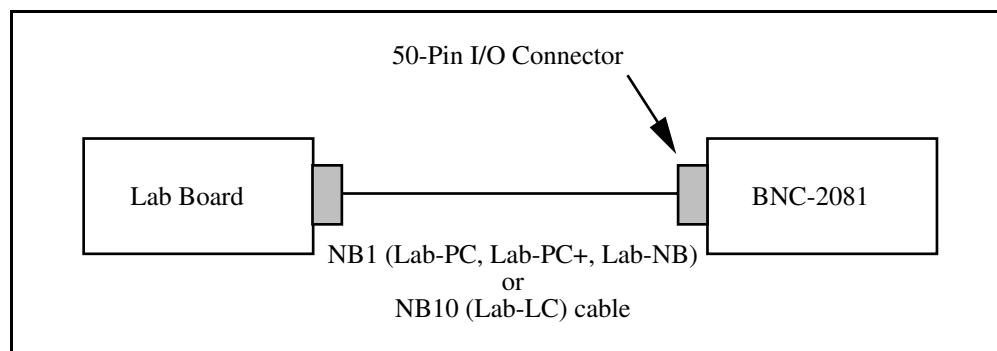 50-Pin I/O Connector
Lab Board
BNC-2081
NB1 (Lab-PC, Lab-PC+, Lab-NB)
or
NB10 (Lab-LC) cable